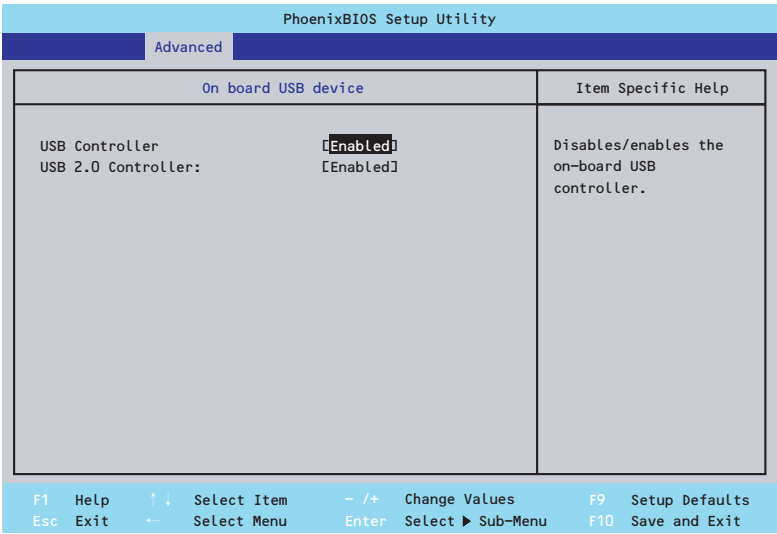 PhoenixBIOS Setup Utility
Advanced
On board USB device
Item Specific Help
USB Controller [Enabled]
USB 2.0 Controller: [Enabled]
Disables/enables the
on-board USB
controller.
F1 Help ↑ ↓ Select Item - /+ Change Values F9 Setup Defaults
Esc Exit ← Select Menu Enter Select ▶ Sub-Menu F10 Save and Exit